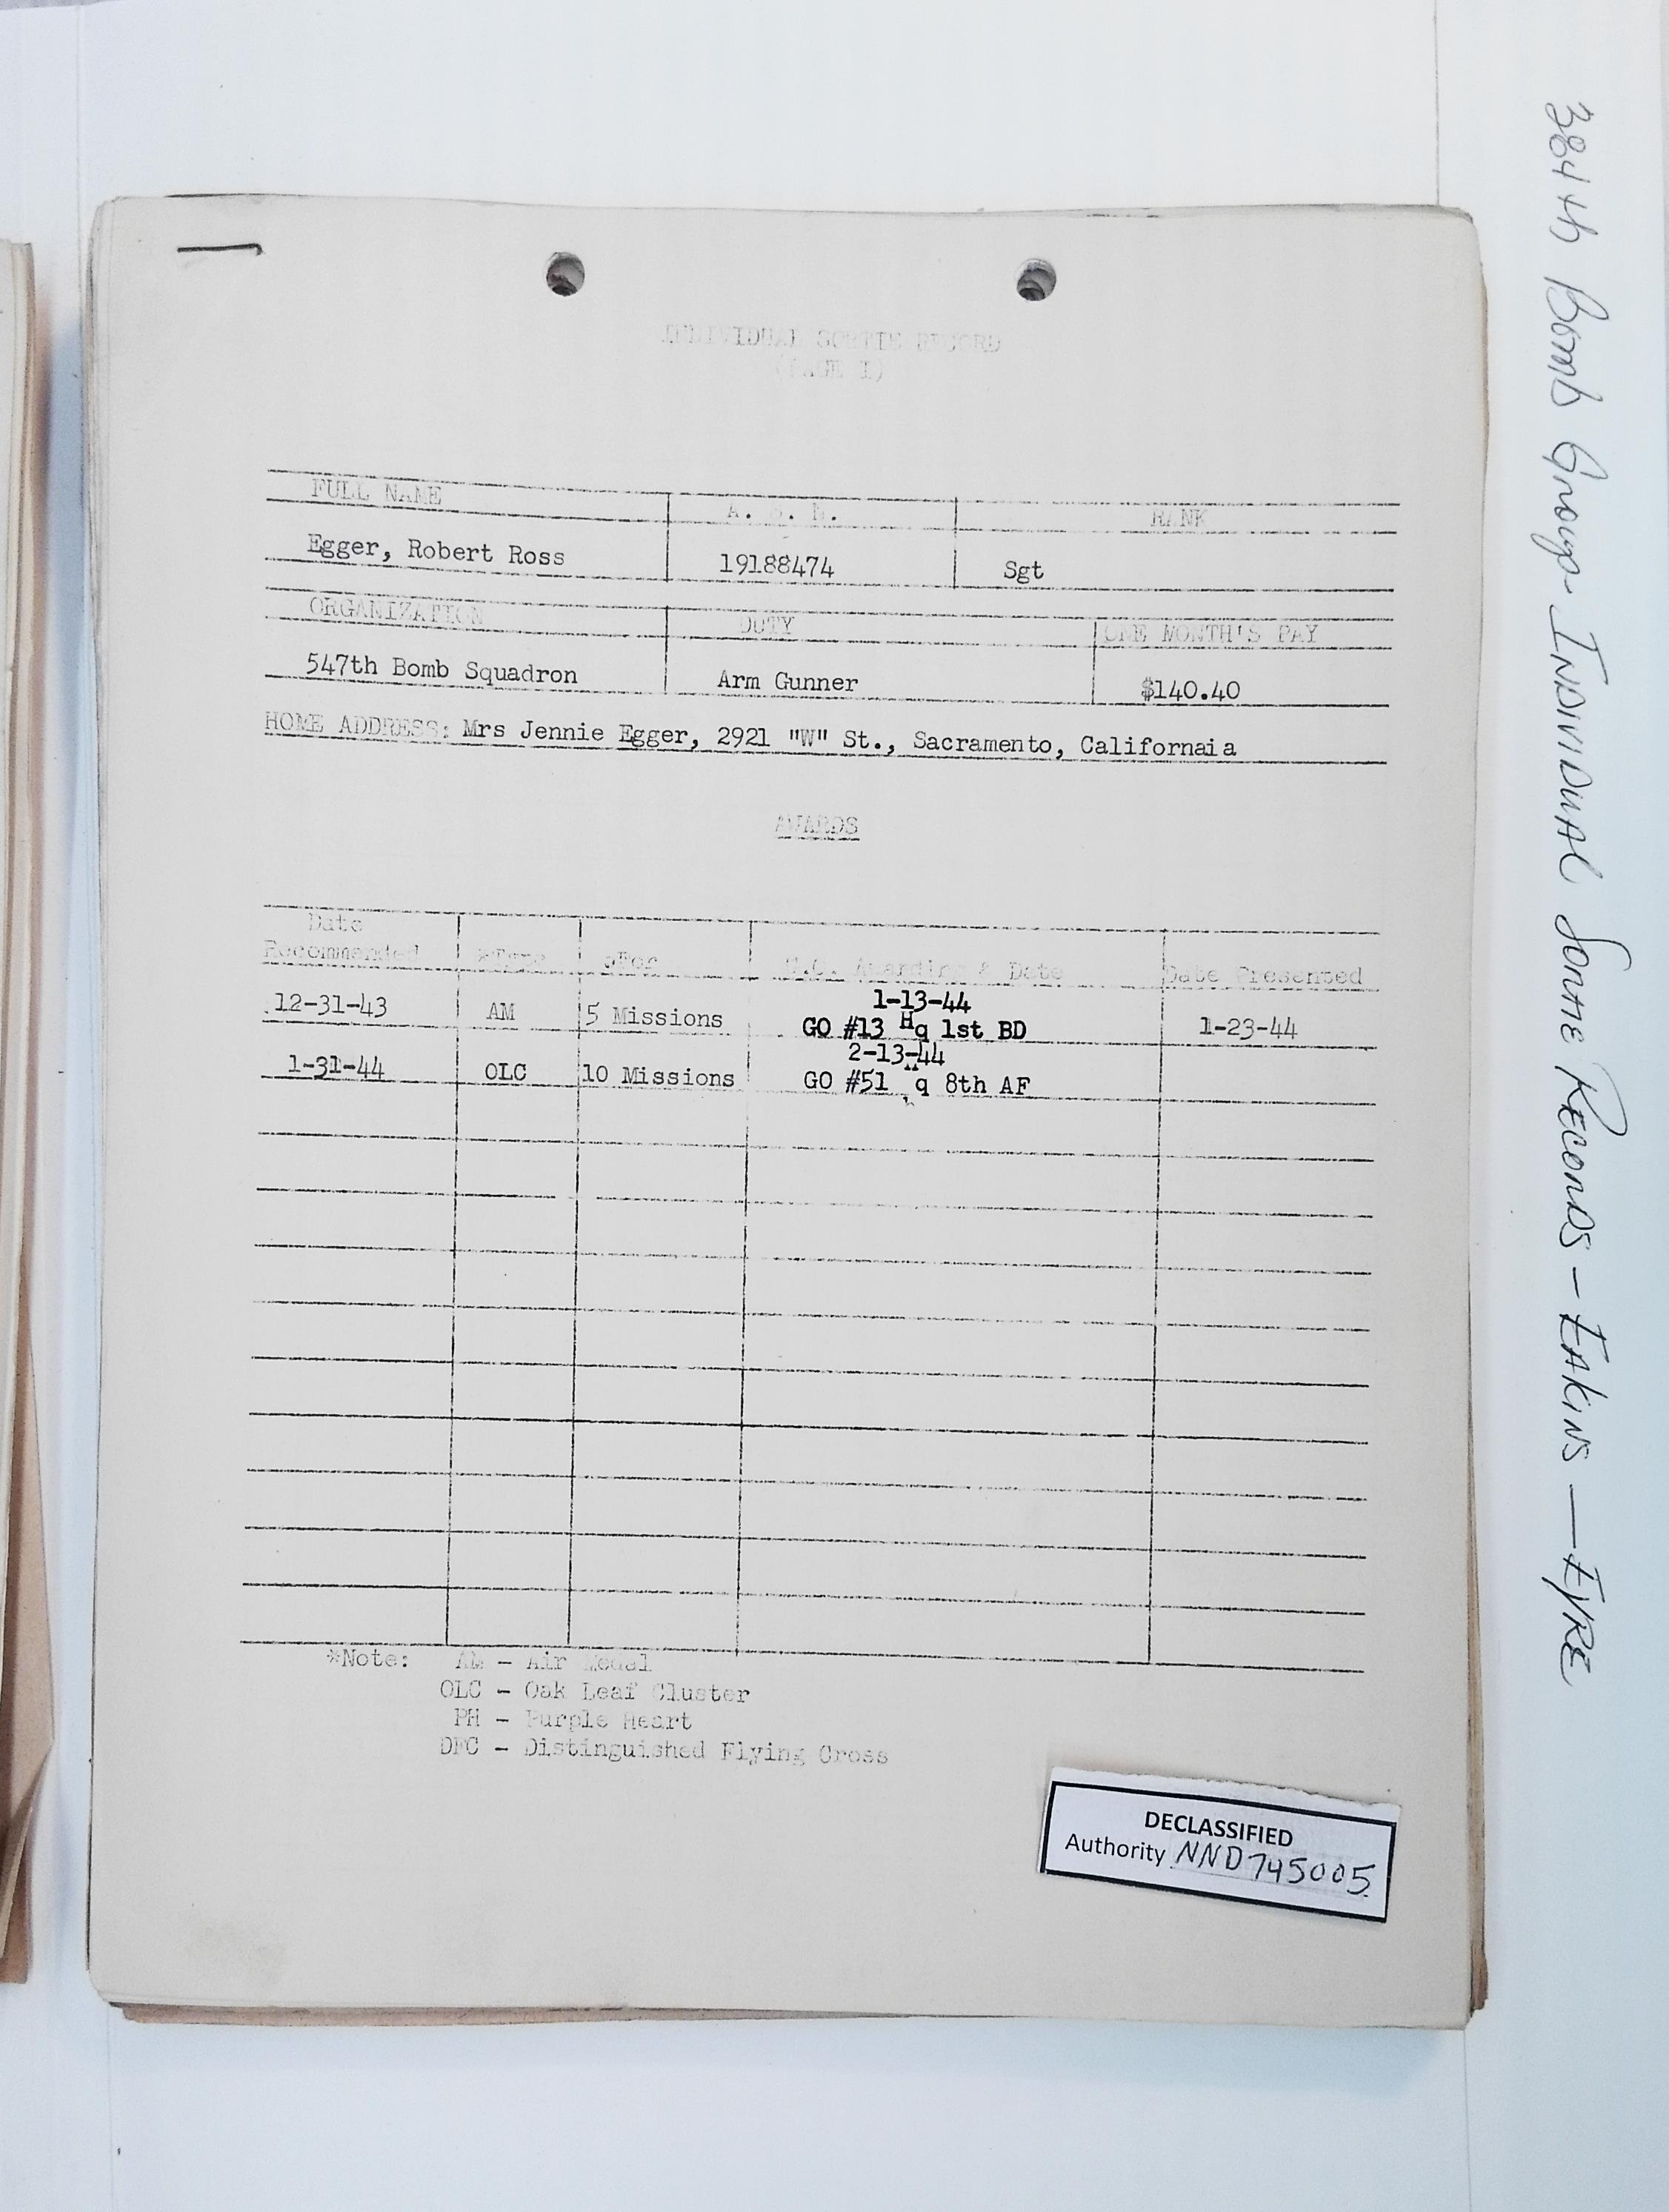 INDIVIDUAL SORTIE RECORD
(PAGE 1)
FULL NAME A. S. N. RANK
Egger, Robert Ross 19188474 Sgt
ORGANIZATION DUTY ONE MONTH'S PAY
547th Bomb Squadron Arm Gunner $140.40
HOME ADDRESS: Mrs Jennie Egger, 2921 "W" St., Sacramento, Californaia
AWARDS
Date
Recommended *Type For G.O. Awarding & Date Date Presented
1-13-44
12-31-43 AM 5 Missions GO #13 Hq 1st BD 1-23-44
2-13-44
1-31-44 OLC 10 Missions GO #51 q 8th AF
*Note: AM - Air Medal
OLC - Oak Leaf Cluster
PH - Purple Heart
DFC - Distinguished Flying Cross
DECLASSIFIED
Authority NND745005
384th Bomb Group - INDIVIDUAL SORTIE RECORDS - EAKINS - EYRE